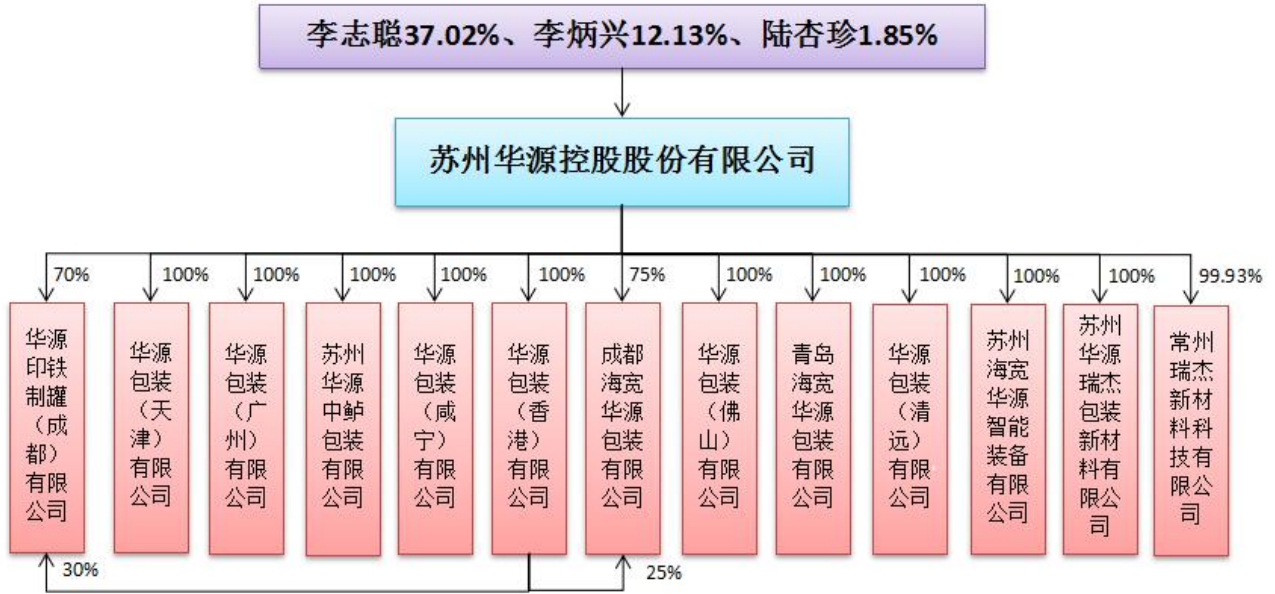 李志聪37.02%、李炳兴12.13%、陆杏珍1.85%
苏州华源控股股份有限公司
70%
100%
100%
100%
100%
100%
75%
100%
100%
100%
100%
100%
99.93%
华源
印铁
制罐
（成
都）
有限
公司
华源
包装
（天
津）
有限
公司
华源
包装
（广
州）
有限
公司
苏州
华源
中鲈
包装
有限
公司
华源
包装
（咸
宁）
有限
公司
华源
包装
（香
港）
有限
公司
成都
海宽
华源
包装
有限
公司
华源
包装
（佛
山）
有限
公司
青岛
海宽
华源
包装
有限
公司
华源
包装
（清
远）
有限
公司
苏州
海宽
华源
智能
装备
有限
公司
苏州
华源
瑞杰
包装
新材
料有
限公
司
常州
瑞杰
新材
料科
技有
限公
司
30%
25%